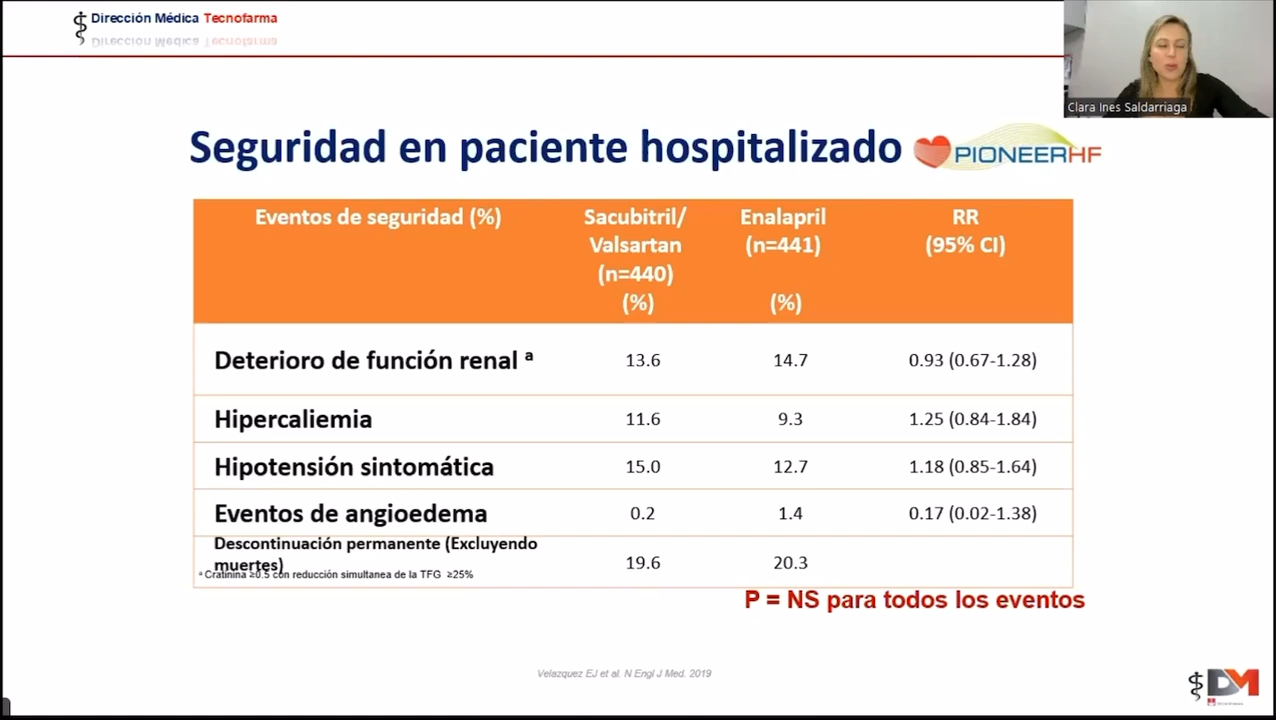 Dirección Médica Tecnofarma
Clara Ines Saldarriaga
Seguridad en paciente hospitalizado
PIONEERHF
Eventos de seguridad (%)
Sacubitril/
Valsartan
(n=440)
(%)
Enalapril
(n=441)
(%)
RR
(95% CI)
Deterioro de función renal ª 13.6 14.7 0.93 (0.67-1.28)
Hipercaliemia 11.6 9.3 1.25 (0.84-1.84)
Hipotensión sintomática 15.0 12.7 1.18 (0.85-1.64)
Eventos de angioedema 0.2 1.4 0.17 (0.02-1.38)
Descontinuación permanente (Excluyendo
muertes) 19.6 20.3
ª Cratinina ≥0.5 con reducción simultanea de la TFG ≥25%
P = NS para todos los eventos
Velazquez EJ et al. N Engl J Med. 2019
DM